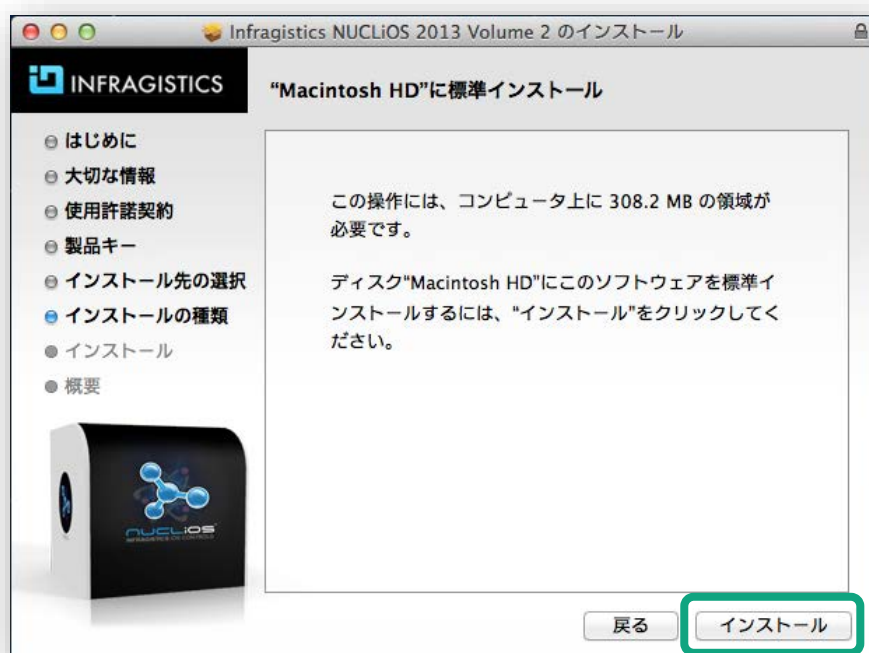 Infragistics NUCLiOS 2013 Volume 2 のインストール
INFRAGISTICS
“Macintosh HD”に標準インストール
はじめに
大切な情報
使用許諾契約
製品キー
インストール先の選択
インストールの種類
インストール
概要
この操作には、コンピュータ上に 308.2 MB の領域が
必要です。
ディスク“Macintosh HD”にこのソフトウェアを標準イ
ンストールするには、“インストール”をクリックしてく
ださい。
NUCLiOS
INFRAGISTICS iOS CONTROLS
戻る
インストール